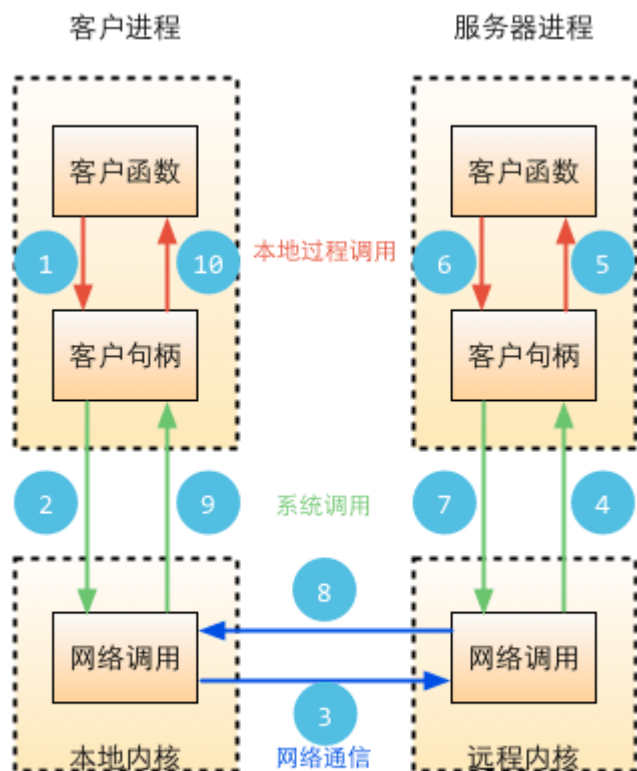 客户进程
服务器进程
客户函数
客户函数
1
10
本地过程调用
6
5
客户句柄
客户句柄
2
9
系统调用
7
4
8
网络调用
网络调用
3
本地内核
网络通信
远程内核